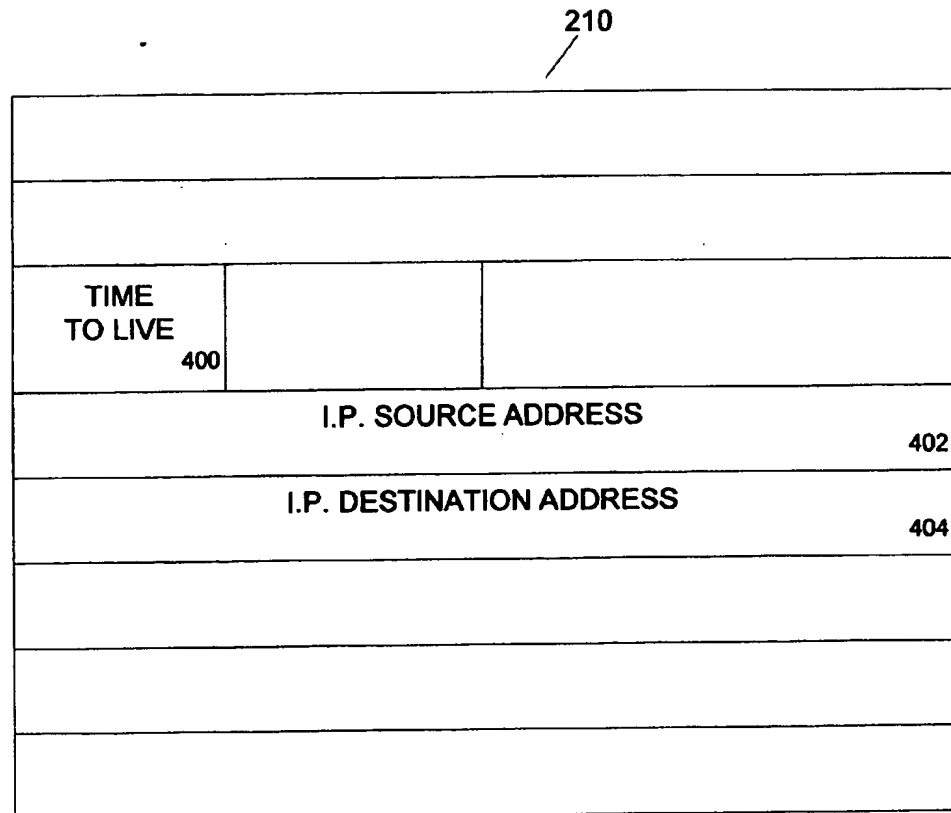 210
TIME
TO LIVE
400
I.P. SOURCE ADDRESS
402
I.P. DESTINATION ADDRESS
404